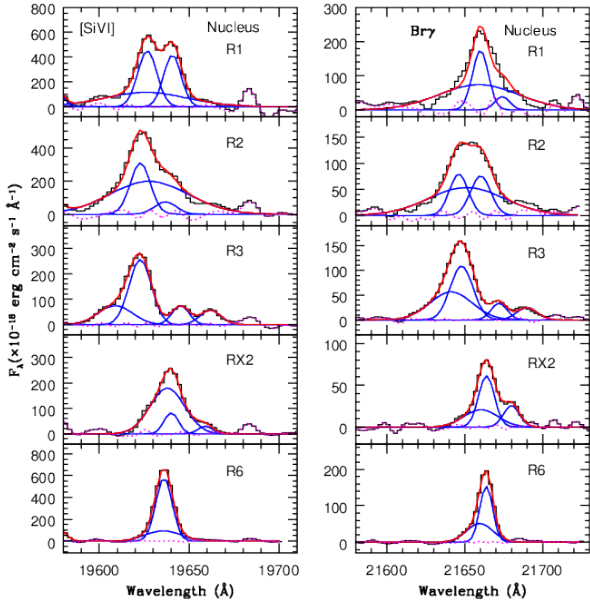 [SiVI] Nucleus
R1
800
600
400
200
0
R2
400
200
0
R3
300
200
100
0
RX2
300
200
100
0
R6
800
600
400
200
0
19600 19650 19700
Wavelength (Å)
F_λ(×10⁻¹⁸ erg cm⁻² s⁻¹ Å⁻¹)
Brγ Nucleus
R1
300
200
100
0
R2
150
100
50
0
R3
150
100
50
0
RX2
100
50
0
R6
200
100
0
21600 21650 21700
Wavelength (Å)